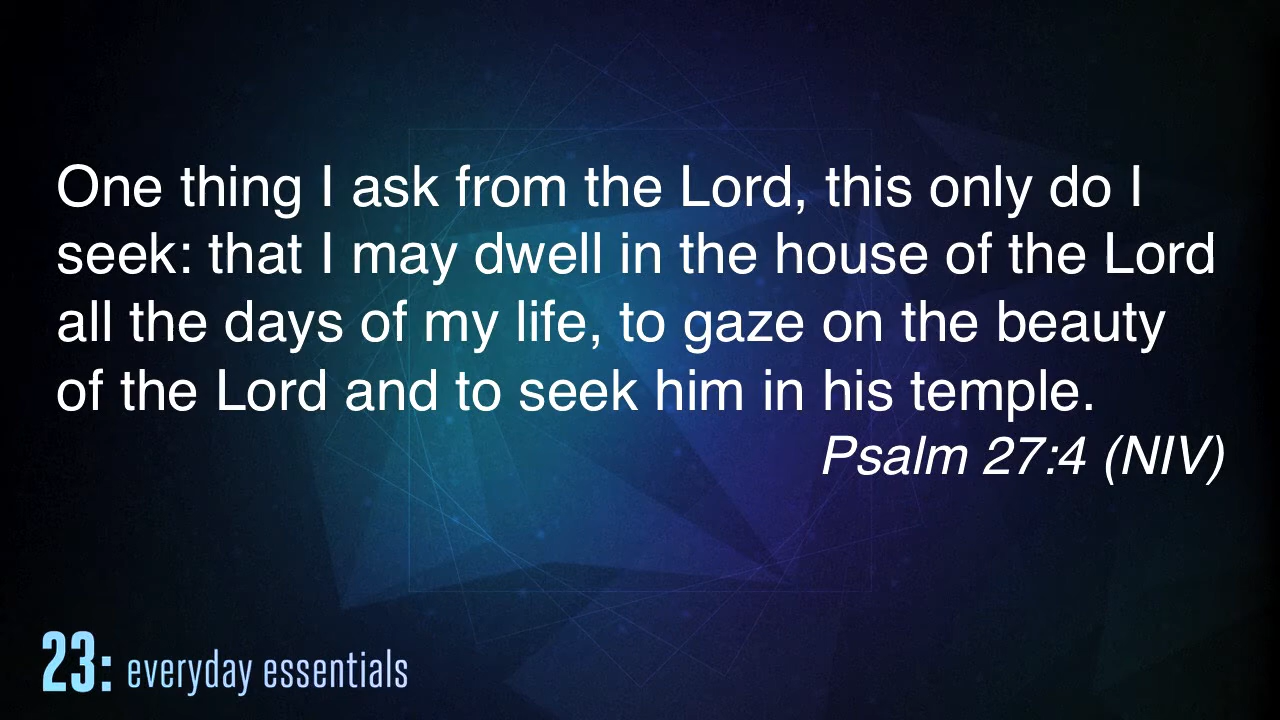 One thing I ask from the Lord, this only do I
seek: that I may dwell in the house of the Lord
all the days of my life, to gaze on the beauty
of the Lord and to seek him in his temple.
Psalm 27:4 (NIV)
23: everyday essentials